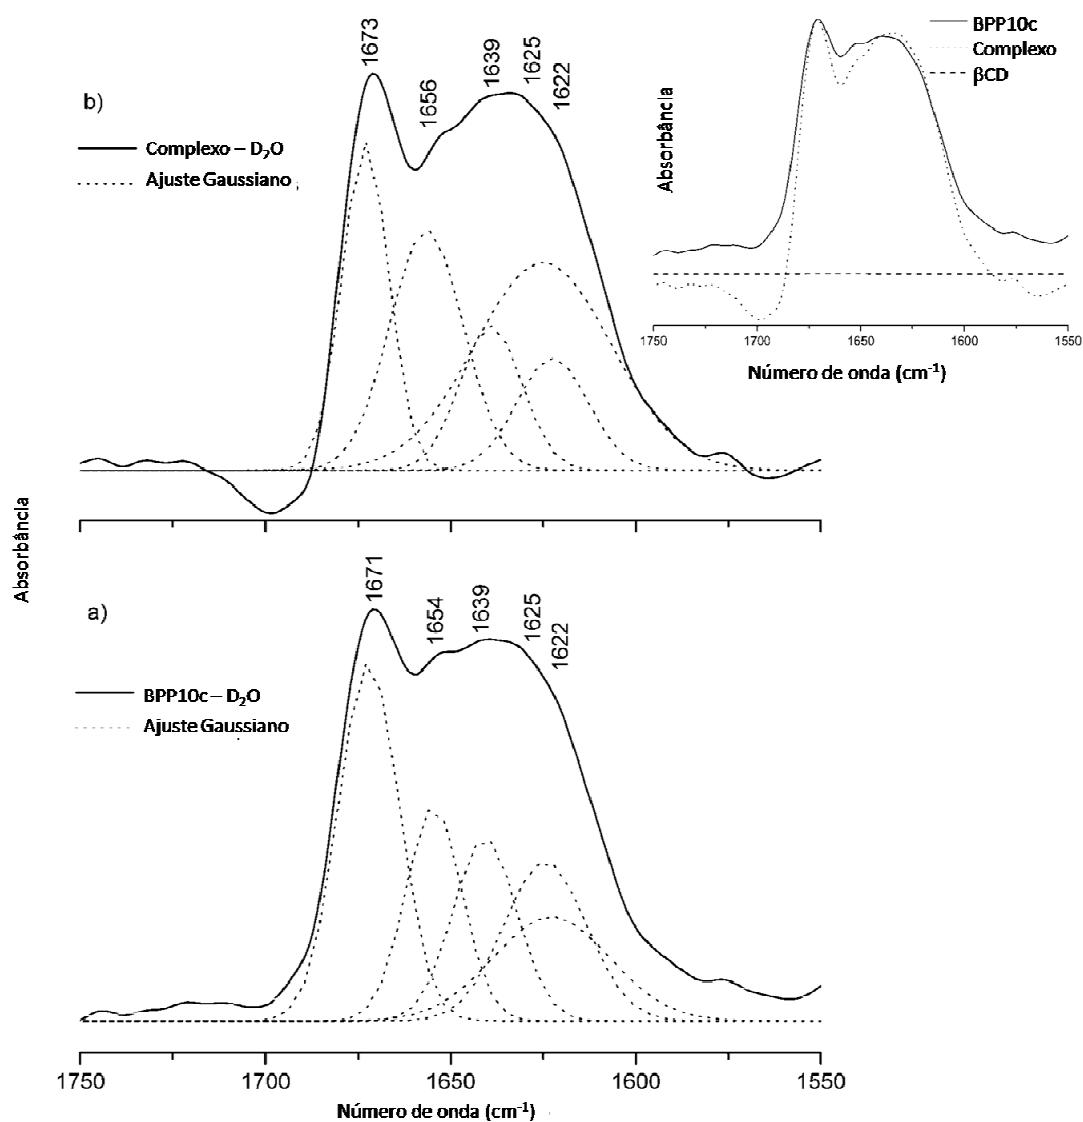 b)
1673
1656
1639
1625
1622
Complexo – D₂O
Ajuste Gaussiano
BPP10c
Complexo
βCD
Absorbância
1750 1700 1650 1600 1550
Número de onda (cm⁻¹)
Absorbância
a)
1671
1654
1639
1625
1622
BPP10c – D₂O
Ajuste Gaussiano
1750 1700 1650 1600 1550
Número de onda (cm⁻¹)